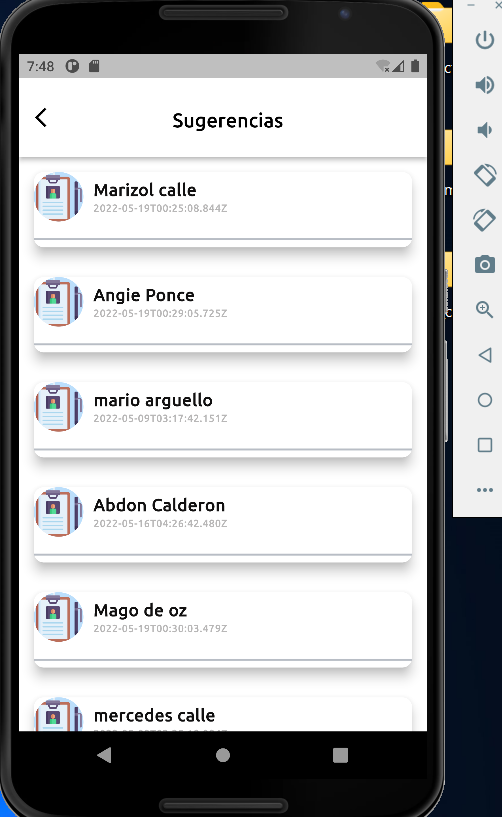 7:48
Sugerencias
Marizol calle
2022-05-19T00:25:08.844Z
Angie Ponce
2022-05-19T00:29:05.725Z
mario arguello
2022-05-09T03:17:42.151Z
Abdon Calderon
2022-05-16T04:26:42.480Z
Mago de oz
2022-05-19T00:30:03.479Z
mercedes calle